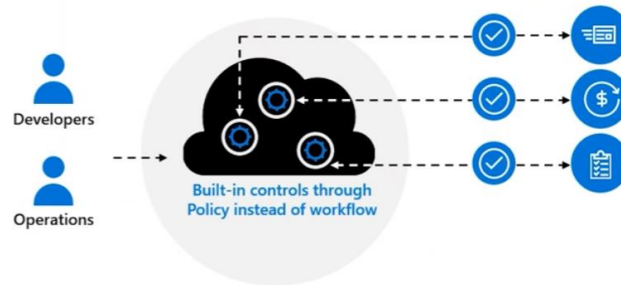 Developers
Operations
Built-in controls through
Policy instead of workflow
$